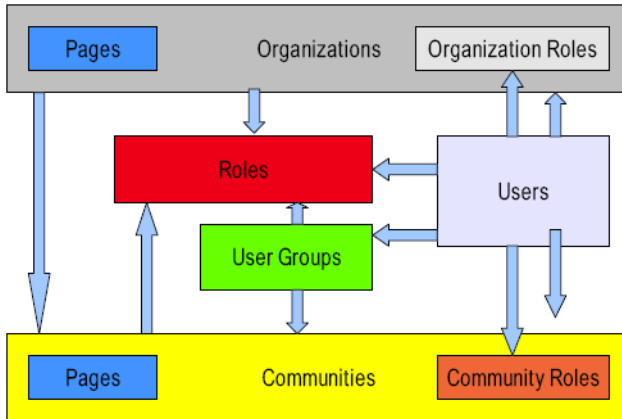 Pages
Organizations
Organization Roles
Roles
Users
User Groups
Pages
Communities
Community Roles